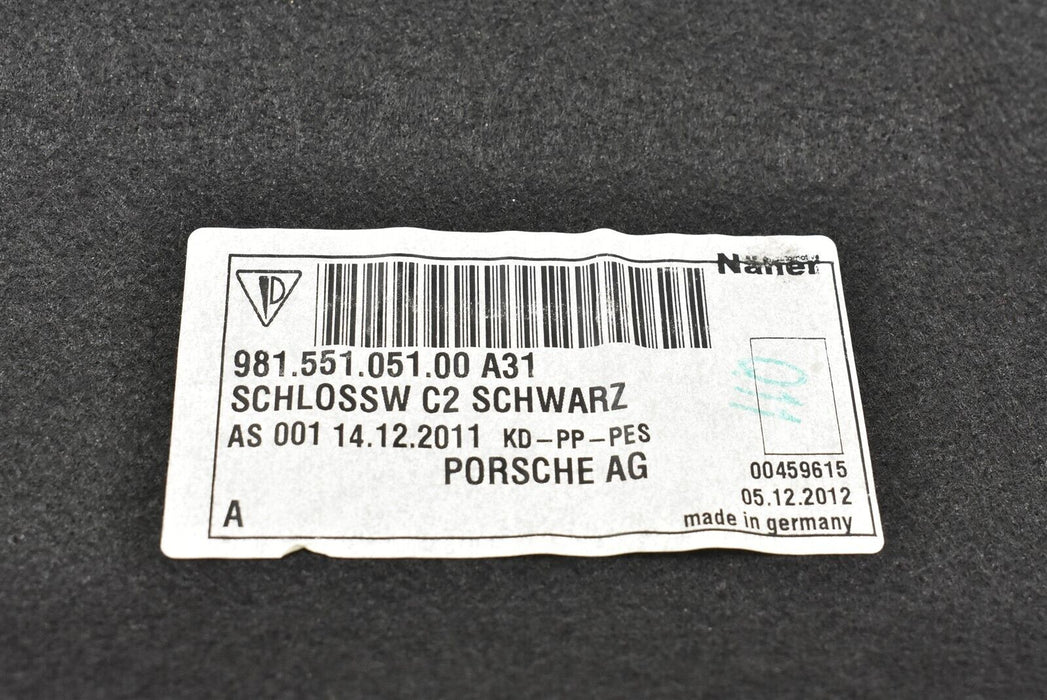 Näher
981.551.051.00 A31
SCHLOSSW C2 SCHWARZ
AS 001 14.12.2011 KD-PP-PES
PORSCHE AG
00459615
05.12.2012
A
made in germany